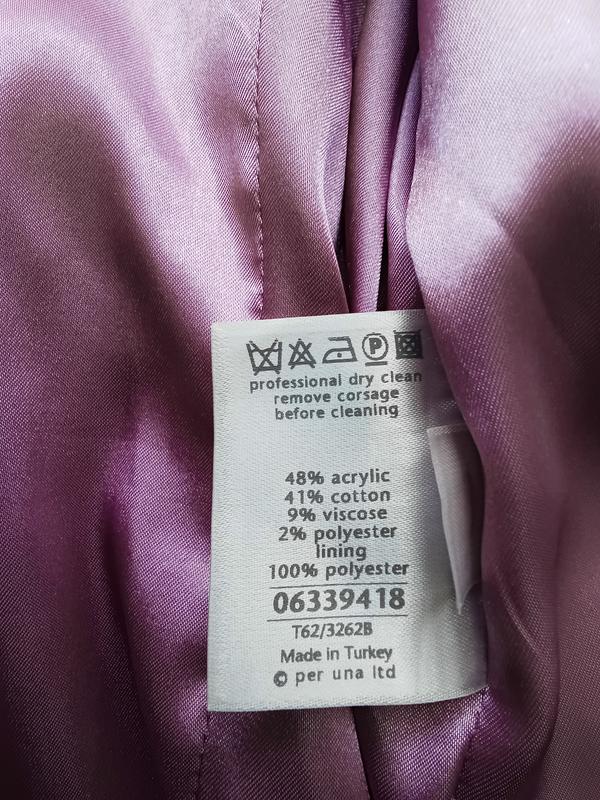 P
professional dry clean
remove corsage
before cleaning
48% acrylic
41% cotton
9% viscose
2% polyester
lining
100% polyester
06339418
T62/3262B
Made in Turkey
© per una ltd